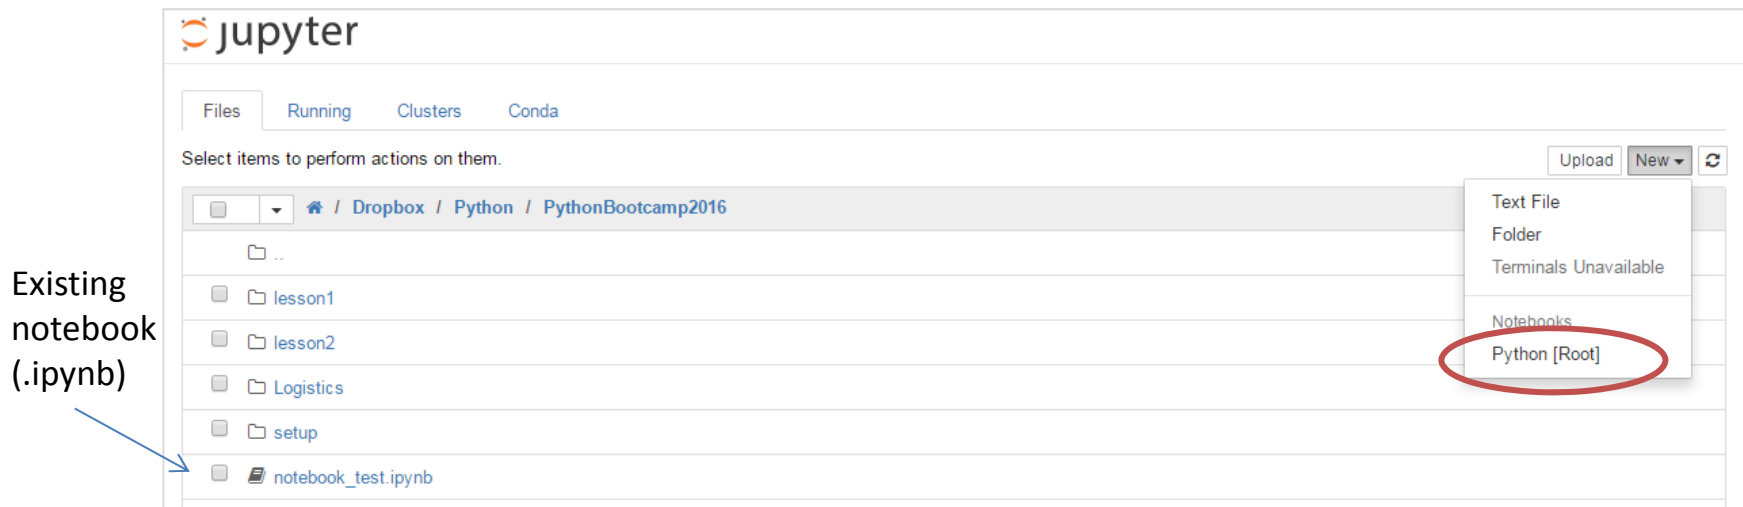 jupyter
Files Running Clusters Conda
Select items to perform actions on them.
Upload New
/ Dropbox / Python / PythonBootcamp2016
Text File
Folder
Terminals Unavailable
Notebooks
Python [Root]
..
lesson1
lesson2
Logistics
setup
notebook_test.ipynb
Existing
notebook
(.ipynb)